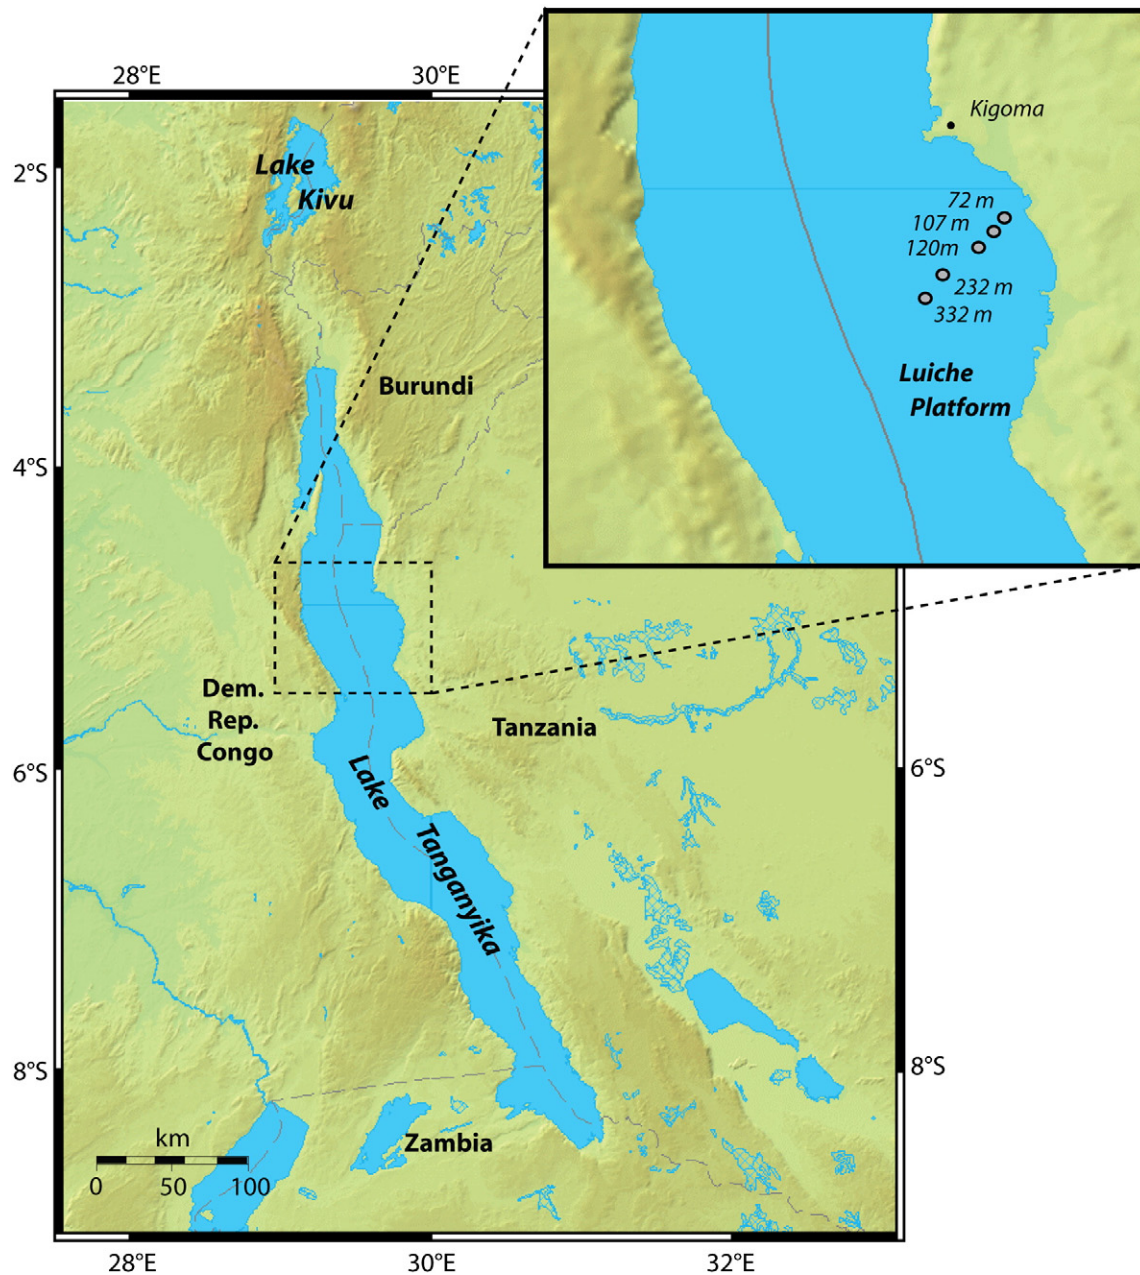 28°E
30°E
2°S
4°S
6°S
8°S
6°S
8°S
28°E
30°E
32°E
Lake
Kivu
Burundi
Dem.
Rep.
Congo
Tanzania
Lake
Tanganyika
Zambia
km
0 50 100
Kigoma
72 m
107 m
120m
232 m
332 m
Luiche
Platform